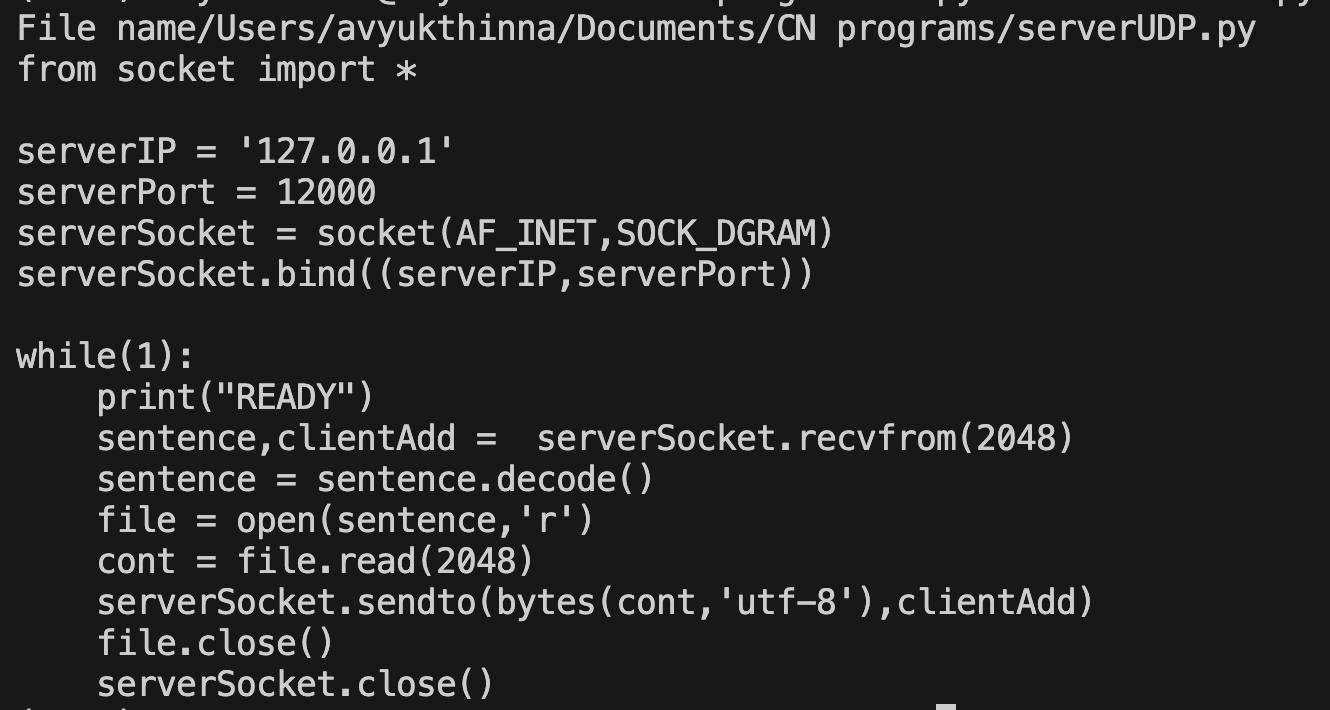 File name/Users/avyukthinna/Documents/CN programs/serverUDP.py
from socket import *
serverIP = '127.0.0.1'
serverPort = 12000
serverSocket = socket(AF_INET,SOCK_DGRAM)
serverSocket.bind((serverIP,serverPort))
while(1):
    print("READY")
    sentence,clientAdd =  serverSocket.recvfrom(2048)
    sentence = sentence.decode()
    file = open(sentence,'r')
    cont = file.read(2048)
    serverSocket.sendto(bytes(cont,'utf-8'),clientAdd)
    file.close()
    serverSocket.close()